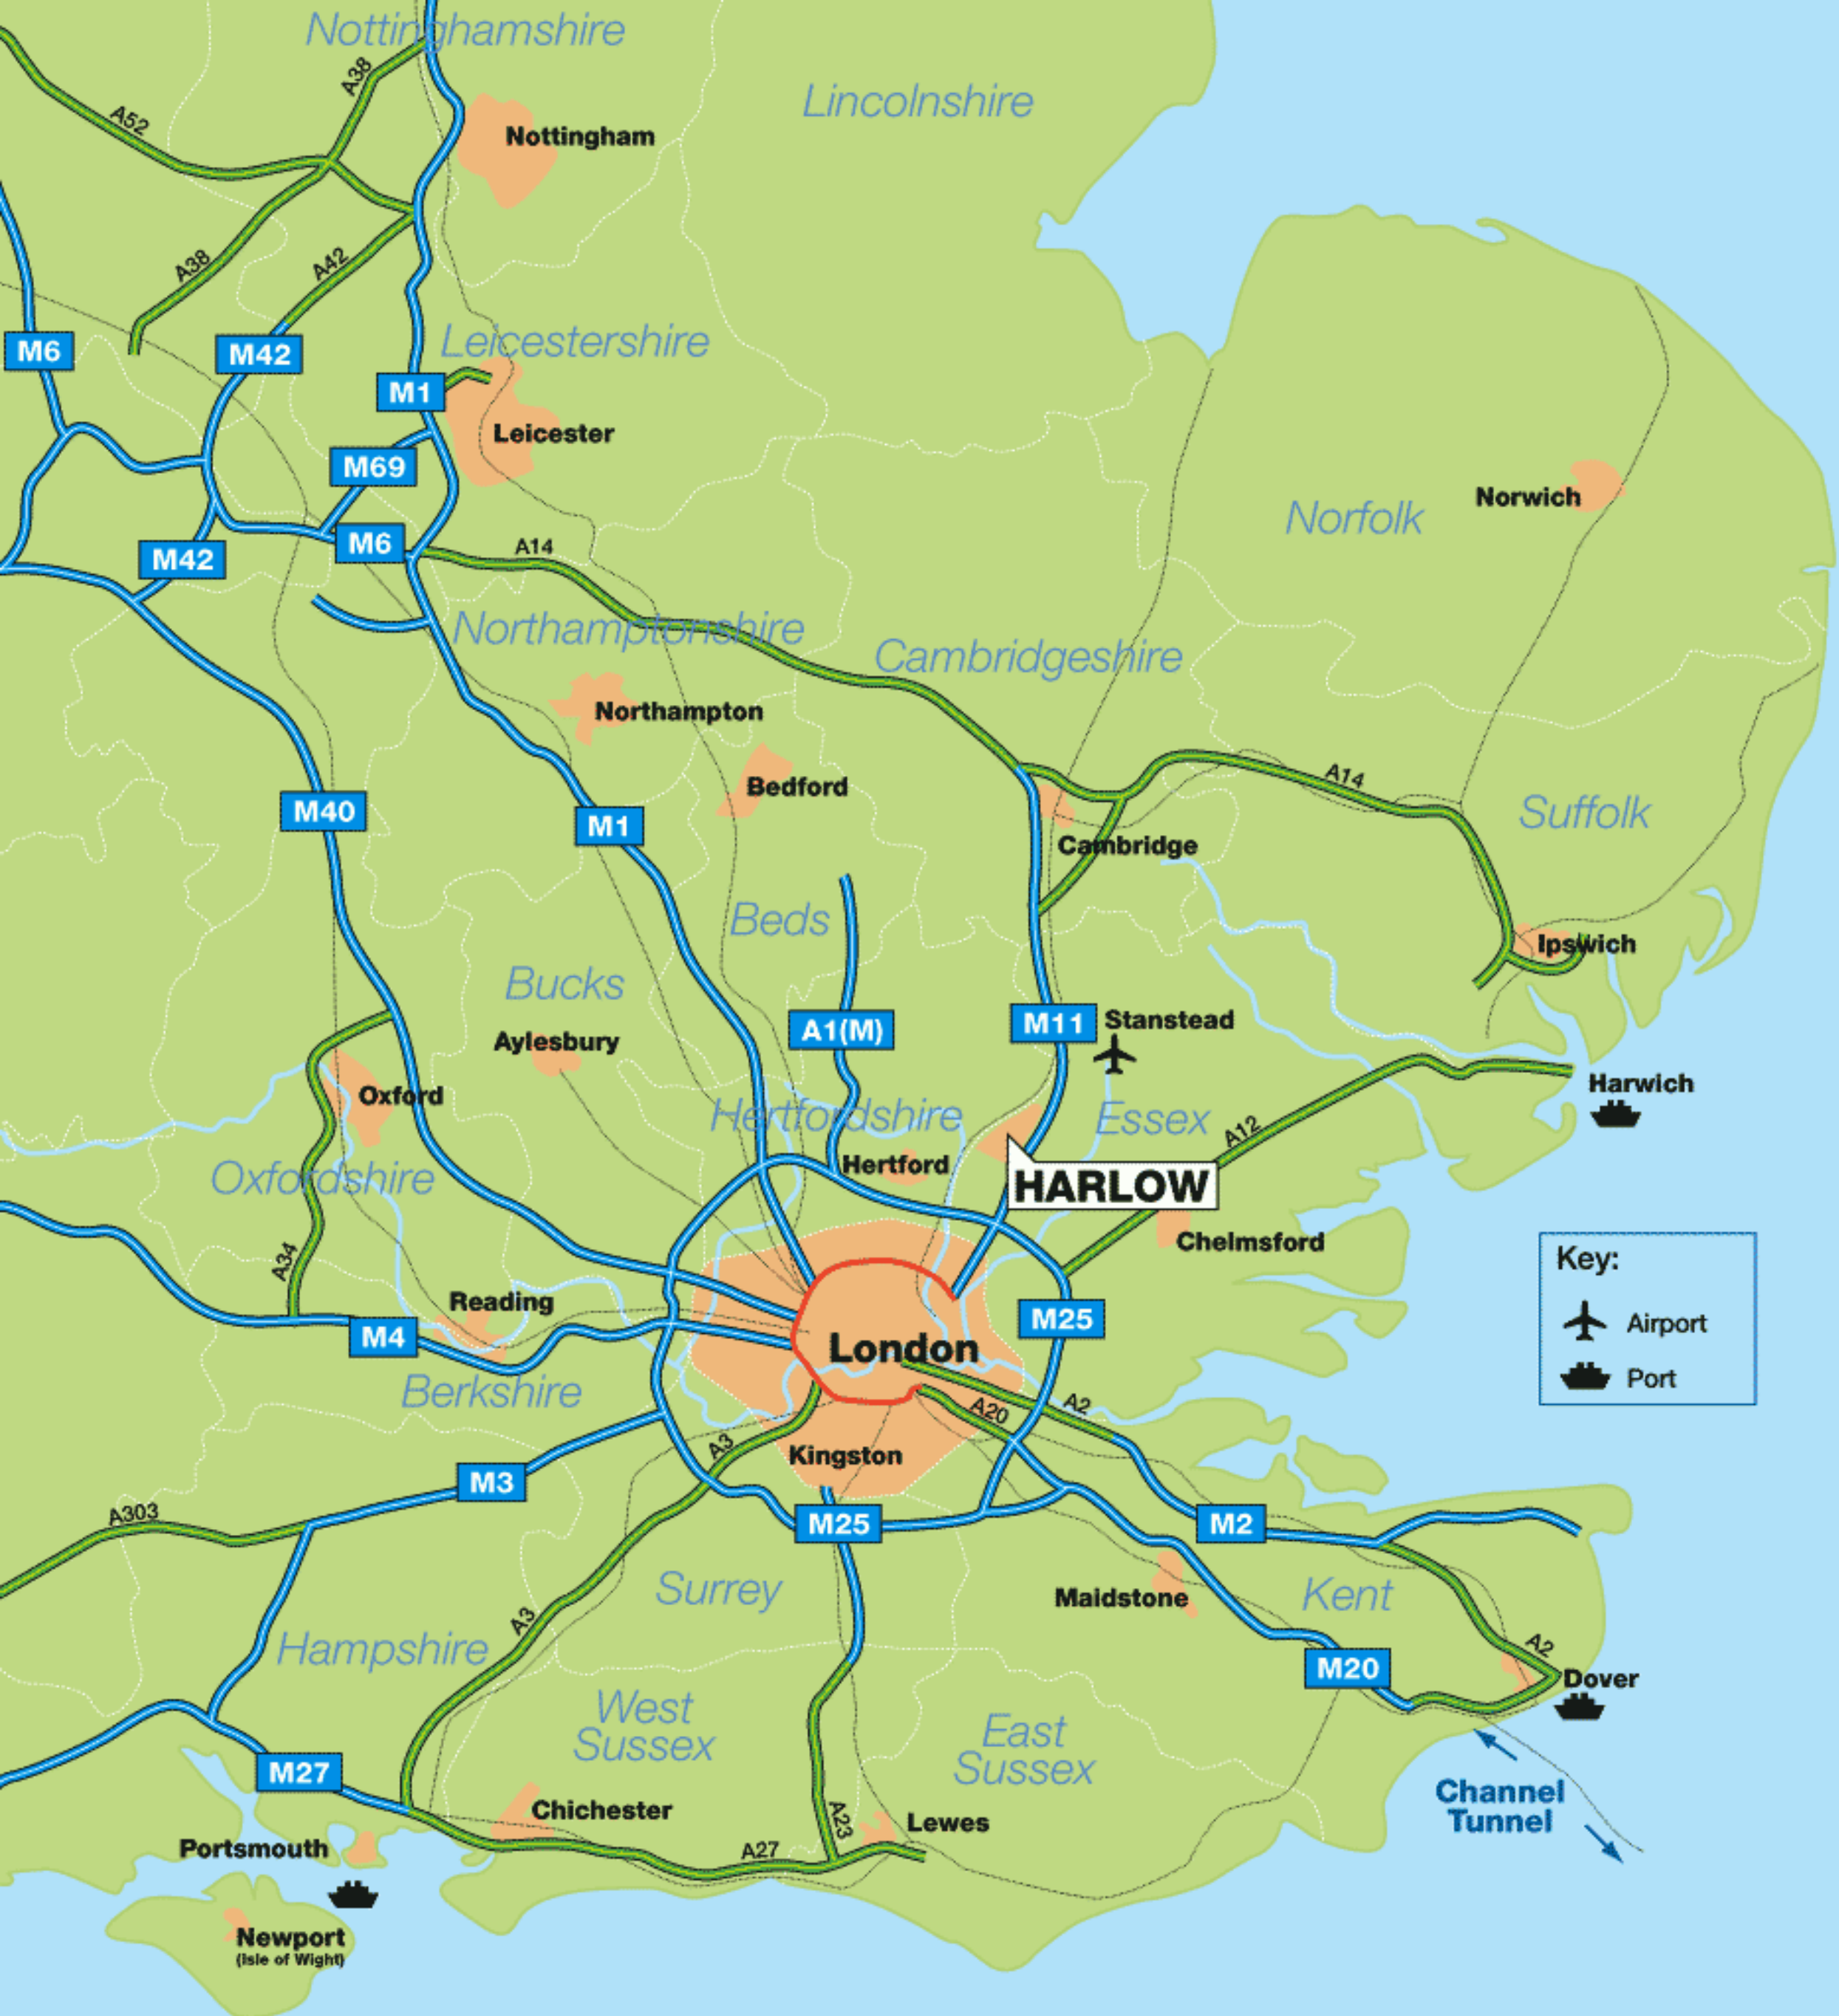 Nottinghamshire
A38
Lincolnshire
A52
Nottingham
A38
A42
M6
M42
Leicestershire
M1
Leicester
M69
Norwich
Norfolk
M6
A14
M42
Northamptonshire
Cambridgeshire
Northampton
Bedford
A14
M40
M1
Suffolk
Cambridge
Beds
Ipswich
Bucks
A1(M)
M11
Stanstead
Aylesbury
Harwich
Oxford
Hertfordshire
Essex
A12
Hertford
Oxfordshire
HARLOW
Chelmsford
A34
Key:
Reading
M25
Airport
M4
London
Port
Berkshire
A2
A20
A3
Kingston
M3
A303
M25
M2
Surrey
Maidstone
Kent
A3
Hampshire
A2
M20
Dover
West
Sussex
East
Sussex
M27
Channel
Tunnel
Chichester
A23
Lewes
Portsmouth
A27
Newport
(Isle of Wight)